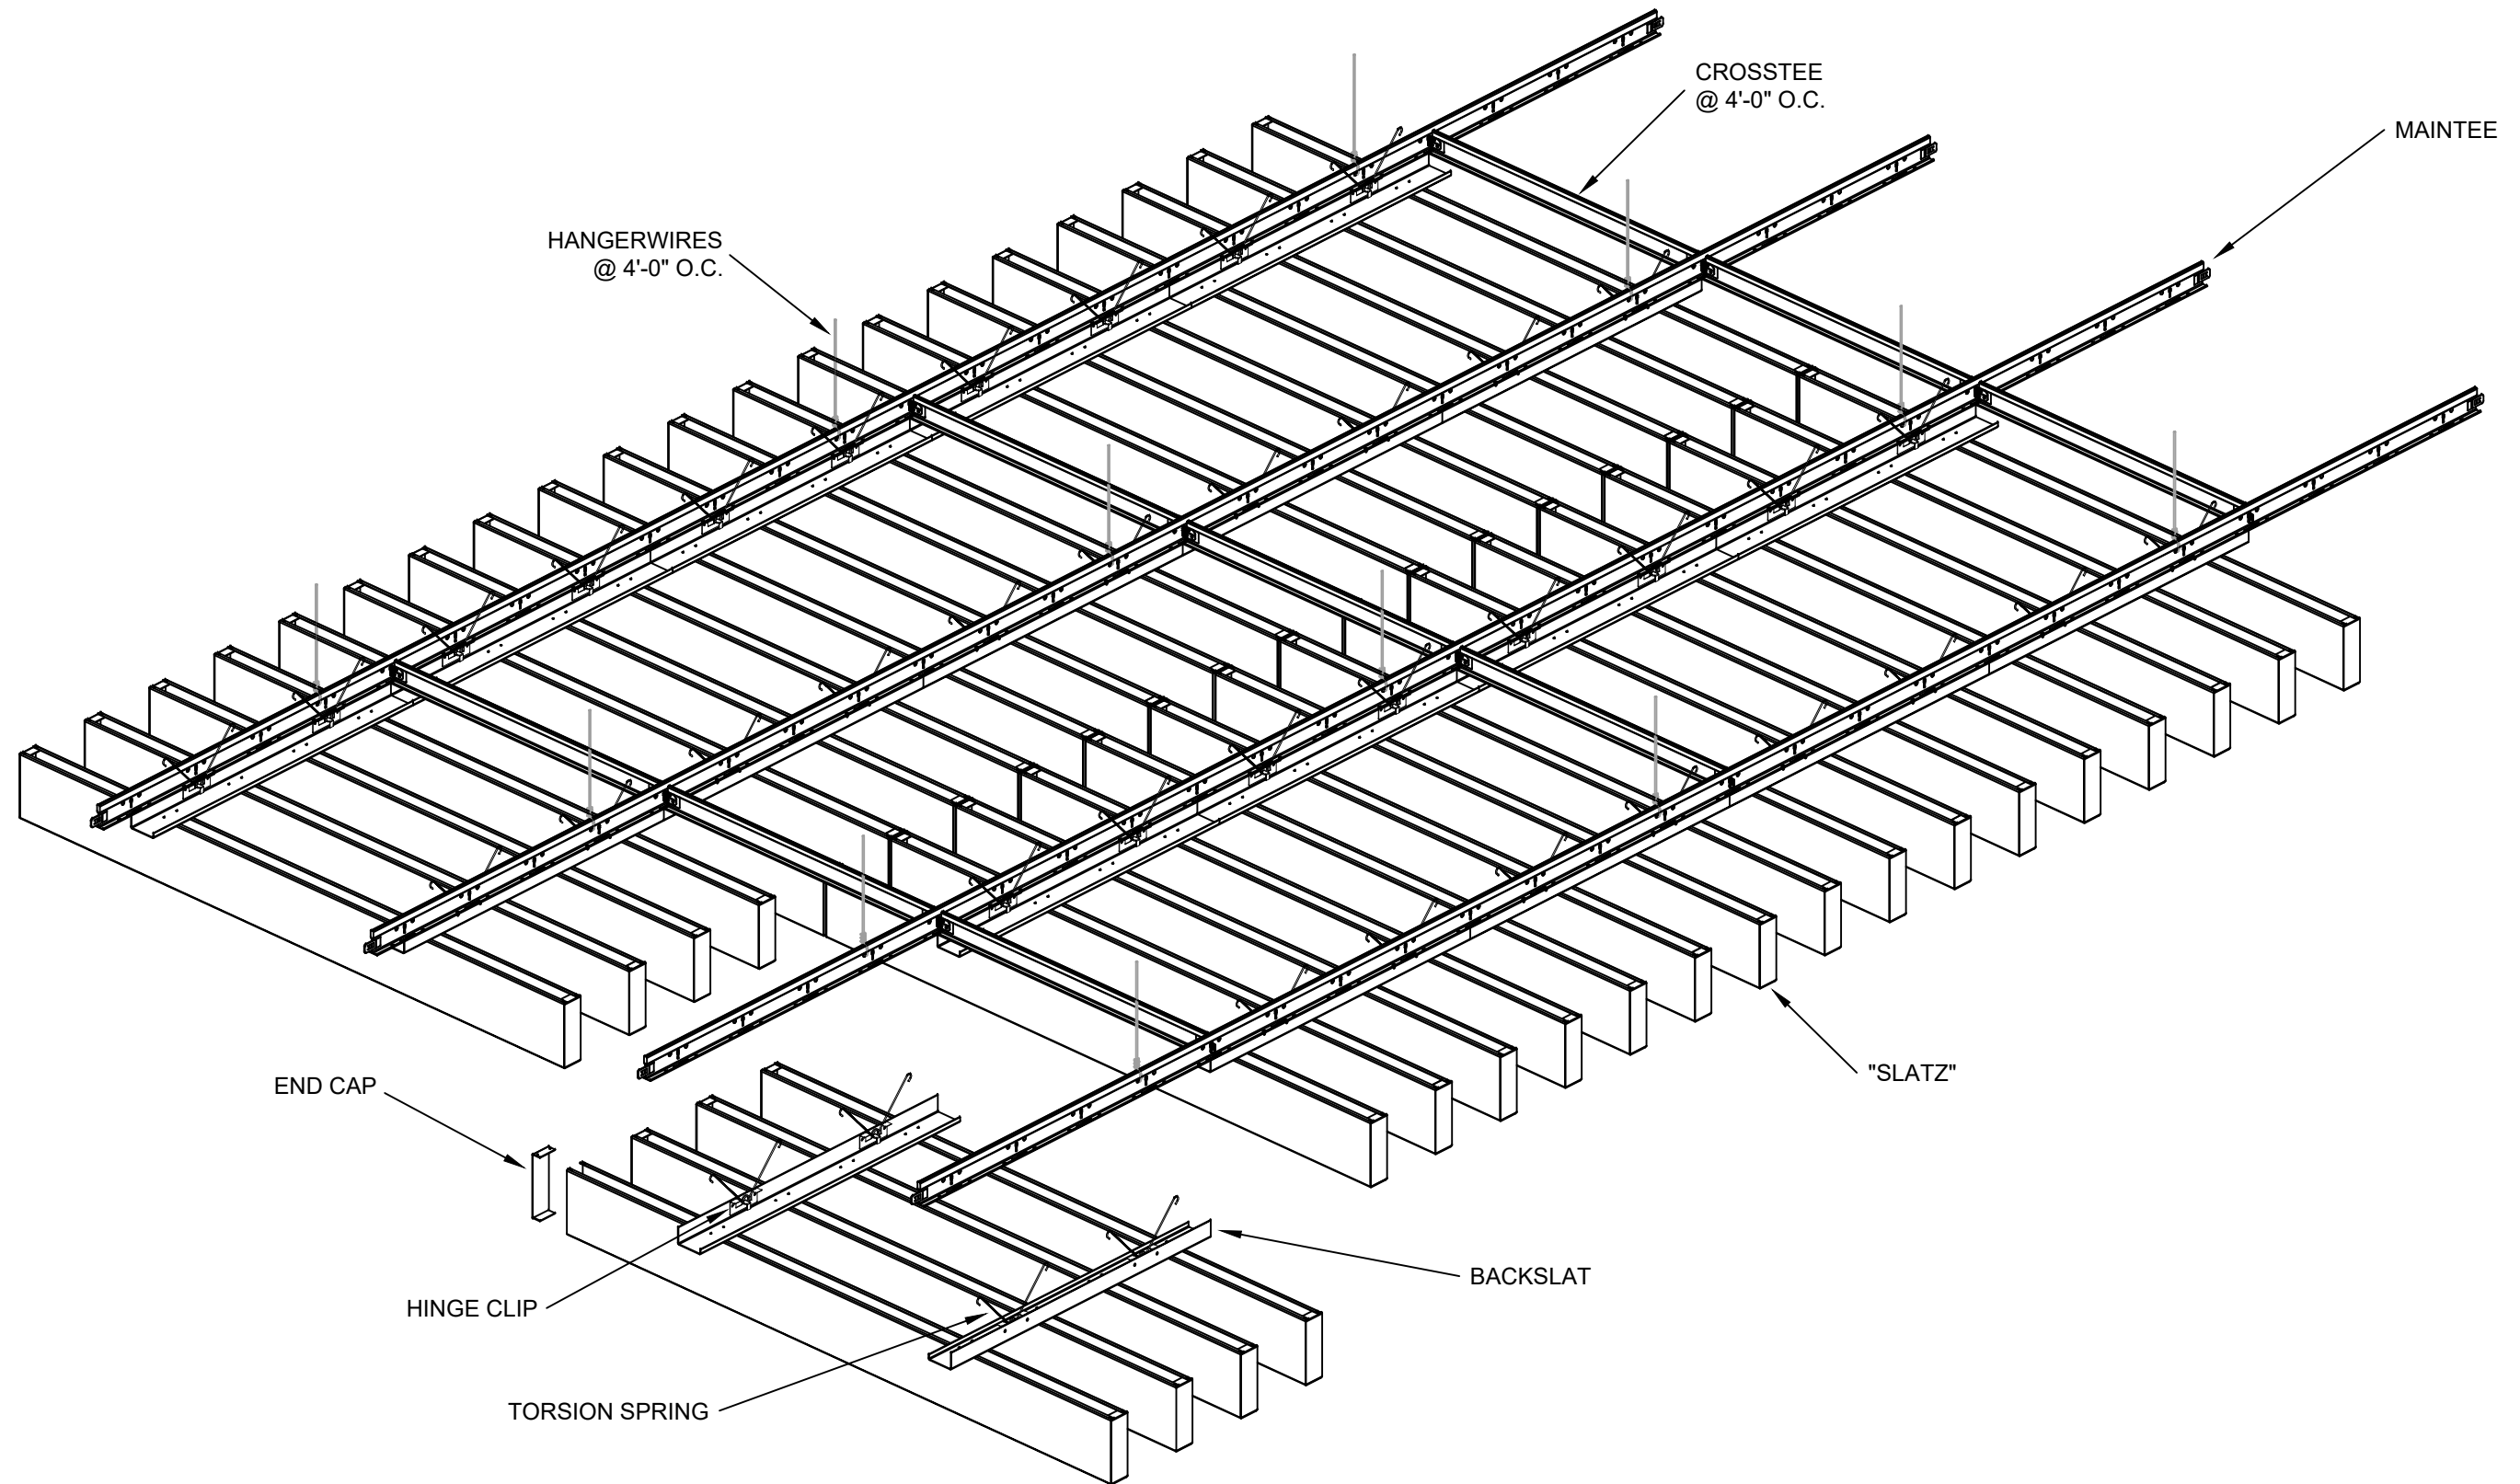 CROSSTEE
@ 4'-0" O.C.
MAINTEE
HANGERWIRES
@ 4'-0" O.C.
END CAP
"SLATZ"
BACKSLAT
HINGE CLIP
TORSION SPRING